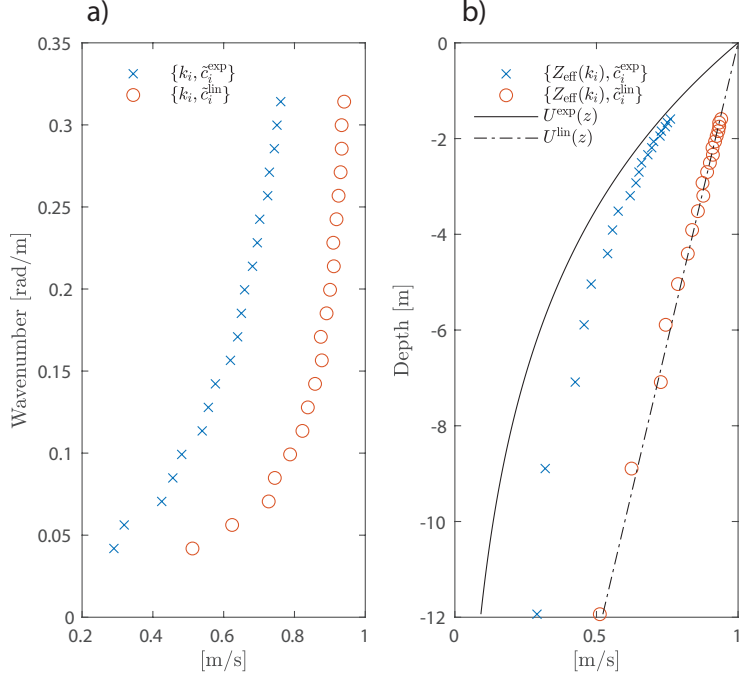 a)
{k_i, c̃_i^exp}
{k_i, c̃_i^lin}
0.35
0.3
0.25
0.2
0.15
0.1
0.05
0
Wavenumber [rad/m]
0.2 0.4 0.6 0.8 1
[m/s]
b)
{Z_eff(k_i), c̃_i^exp}
{Z_eff(k_i), c̃_i^lin}
U^exp(z)
U^lin(z)
0
-2
-4
-6
-8
-10
-12
Depth [m]
0 0.5 1
[m/s]